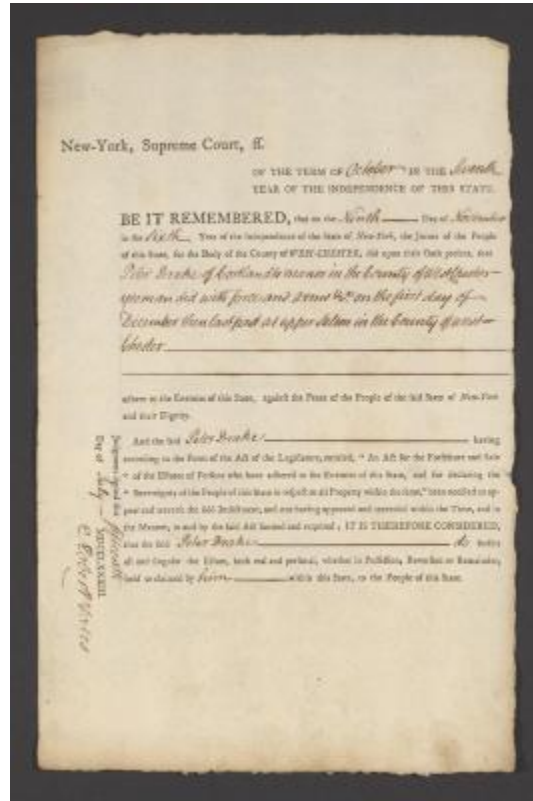 New-York, Supreme Court, ss.
OF THE TERM OF October IN THE Seventh
YEAR OF THE INDEPENDENCE OF THIS STATE.
BE IT REMEMBERED, that on the Ninth Day of November
in the Sixth Year of the Independence of the State of New-York, the Jurors of the People
of this State, for the Body of the County of WEST-CHESTER, did upon their Oath present, that
Peter Drake of Cortlandts manor in the County of Westchester
yeoman did with force and Arms &c. on the first day of
December then last past at upper Salem in the County of West
Chester
adhere to the Enemies of this State, against the Peace of the People of the said State of New-York
and their Dignity.
And the said Peter Drake having
according to the Form of the Act of the Legislature, entitled, “ An Act for the Forfeiture and Sale
“ of the Estates of Persons who have adhered to the Enemies of this State, and for declaring the
“ Sovereignty of the People of this State in respect to all Property within the same,” been notified to ap-
pear and traverse the said Indictment, and not having appeared and traversed within the Time, and in
the Manner, in and by the said Act limited and required ; IT IS THEREFORE CONSIDERED,
that the said Peter Drake do forfeit
all and singular the Estate, both real and personal, whether in Possession, Reversion or Remainder,
held or claimed by him within this State, to the People of this State.
Judgment signed this
Day of July MDCCLXXXIII.